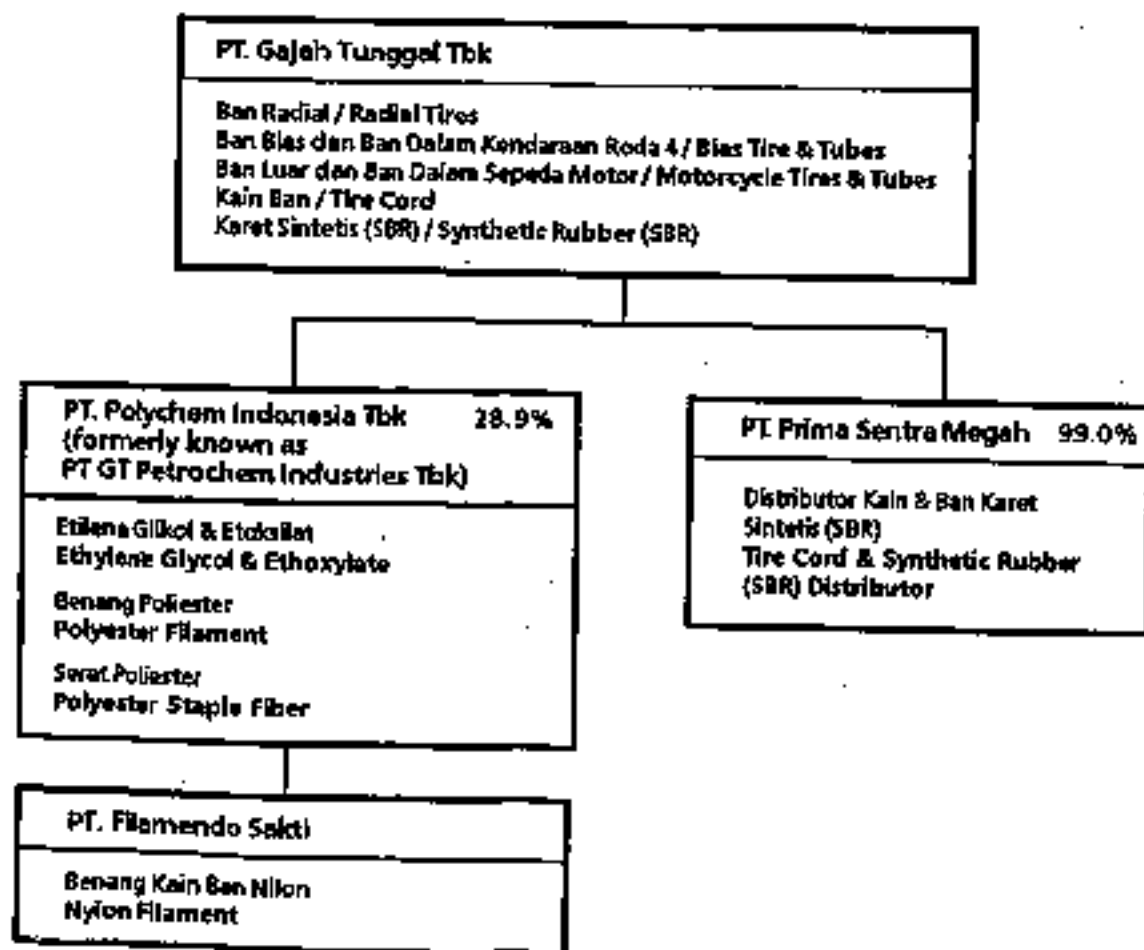 PT. Gajah Tunggal Tbk
Ban Radial / Radial Tires
Ban Bias dan Ban Dalam Kendaraan Roda 4 / Bias Tire & Tubes
Ban Luar dan Ban Dalam Sepeda Motor / Motorcycle Tires & Tubes
Kain Ban / Tire Cord
Karet Sintetis (SBR) / Synthetic Rubber (SBR)
PT. Polychem Indonesia Tbk 28.9%
(formerly known as
PT GT Petrochem Industries Tbk)
Etilena Glikol & Etoksilat
Ethylene Glycol & Ethoxylate
Benang Poliester
Polyester Filament
Serat Poliester
Polyester Staple Fiber
PT Prima Sentra Megah 99.0%
Distributor Kain & Ban Karet
Sintetis (SBR)
Tire Cord & Synthetic Rubber
(SBR) Distributor
PT. Filamendo Sakti
Benang Kain Ban Nilon
Nylon Filament